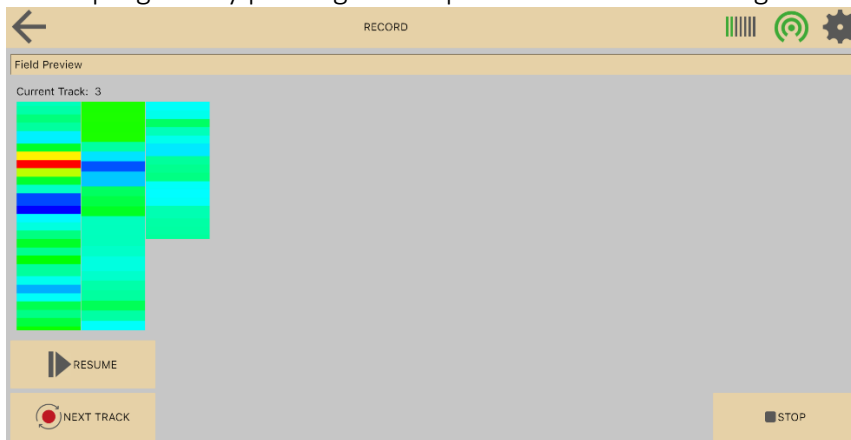 RECORD
Field Preview
Current Track: 3
RESUME
NEXT TRACK
STOP